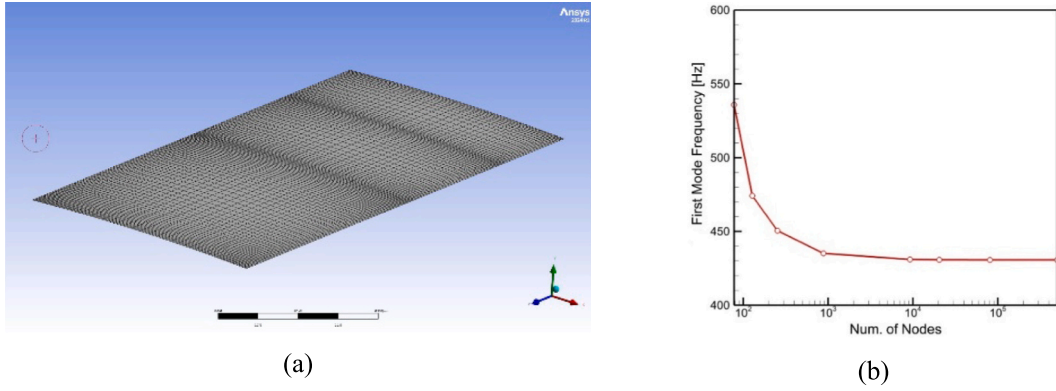 Ansys
600
550
500
450
400
First Mode Frequency [Hz]
10²
10³
10⁴
10⁵
Num. of Nodes
(a)
(b)